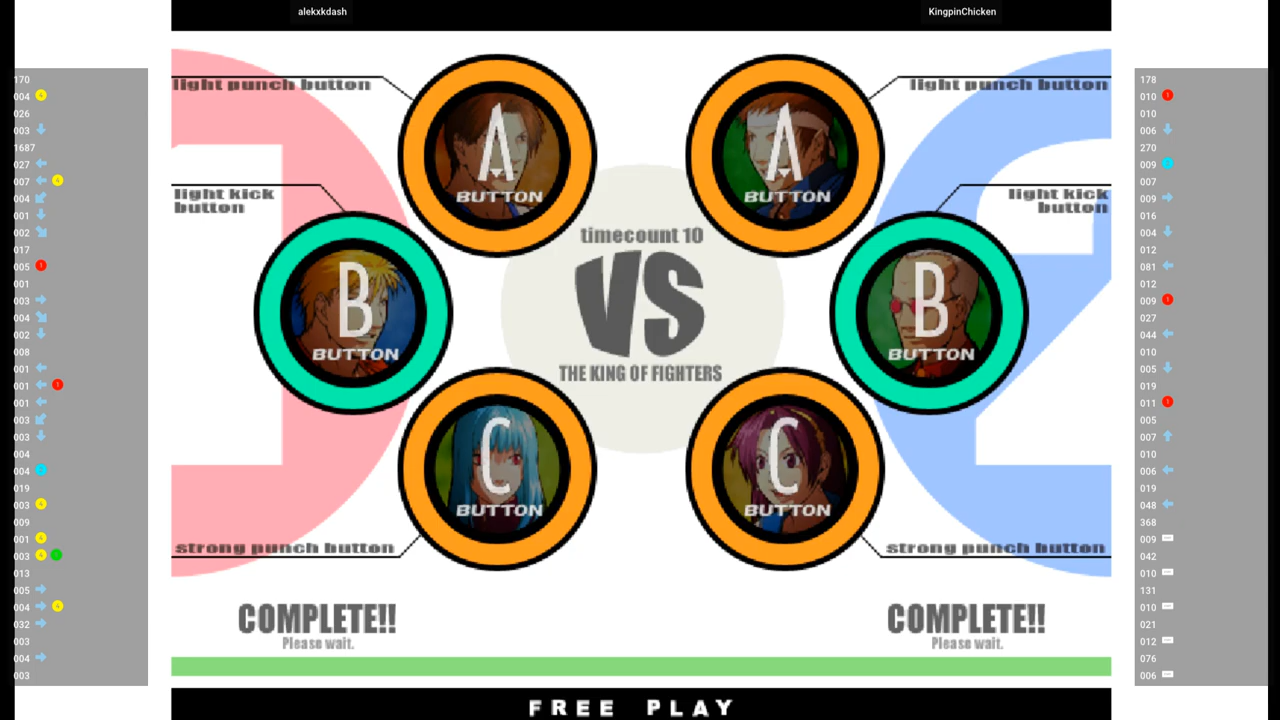 alekxkdash
KingpinChicken
light punch button
light punch button
A
BUTTON
A
BUTTON
light kick
button
light kick
button
timecount 10
VS
THE KING OF FIGHTERS
B
BUTTON
B
BUTTON
C
BUTTON
C
BUTTON
strong punch button
strong punch button
COMPLETE!!
Please wait.
COMPLETE!!
Please wait.
FREE PLAY
170
004
026
003
1687
027
007
004
001
002
017
005
001
003
004
002
008
001
001
001
003
003
004
004
019
003
009
001
003
013
005
004
032
003
004
003
178
010
010
006
270
009
007
009
016
004
012
081
012
009
027
044
010
005
019
011
005
007
010
006
019
048
368
009
042
010
131
010
021
012
076
006